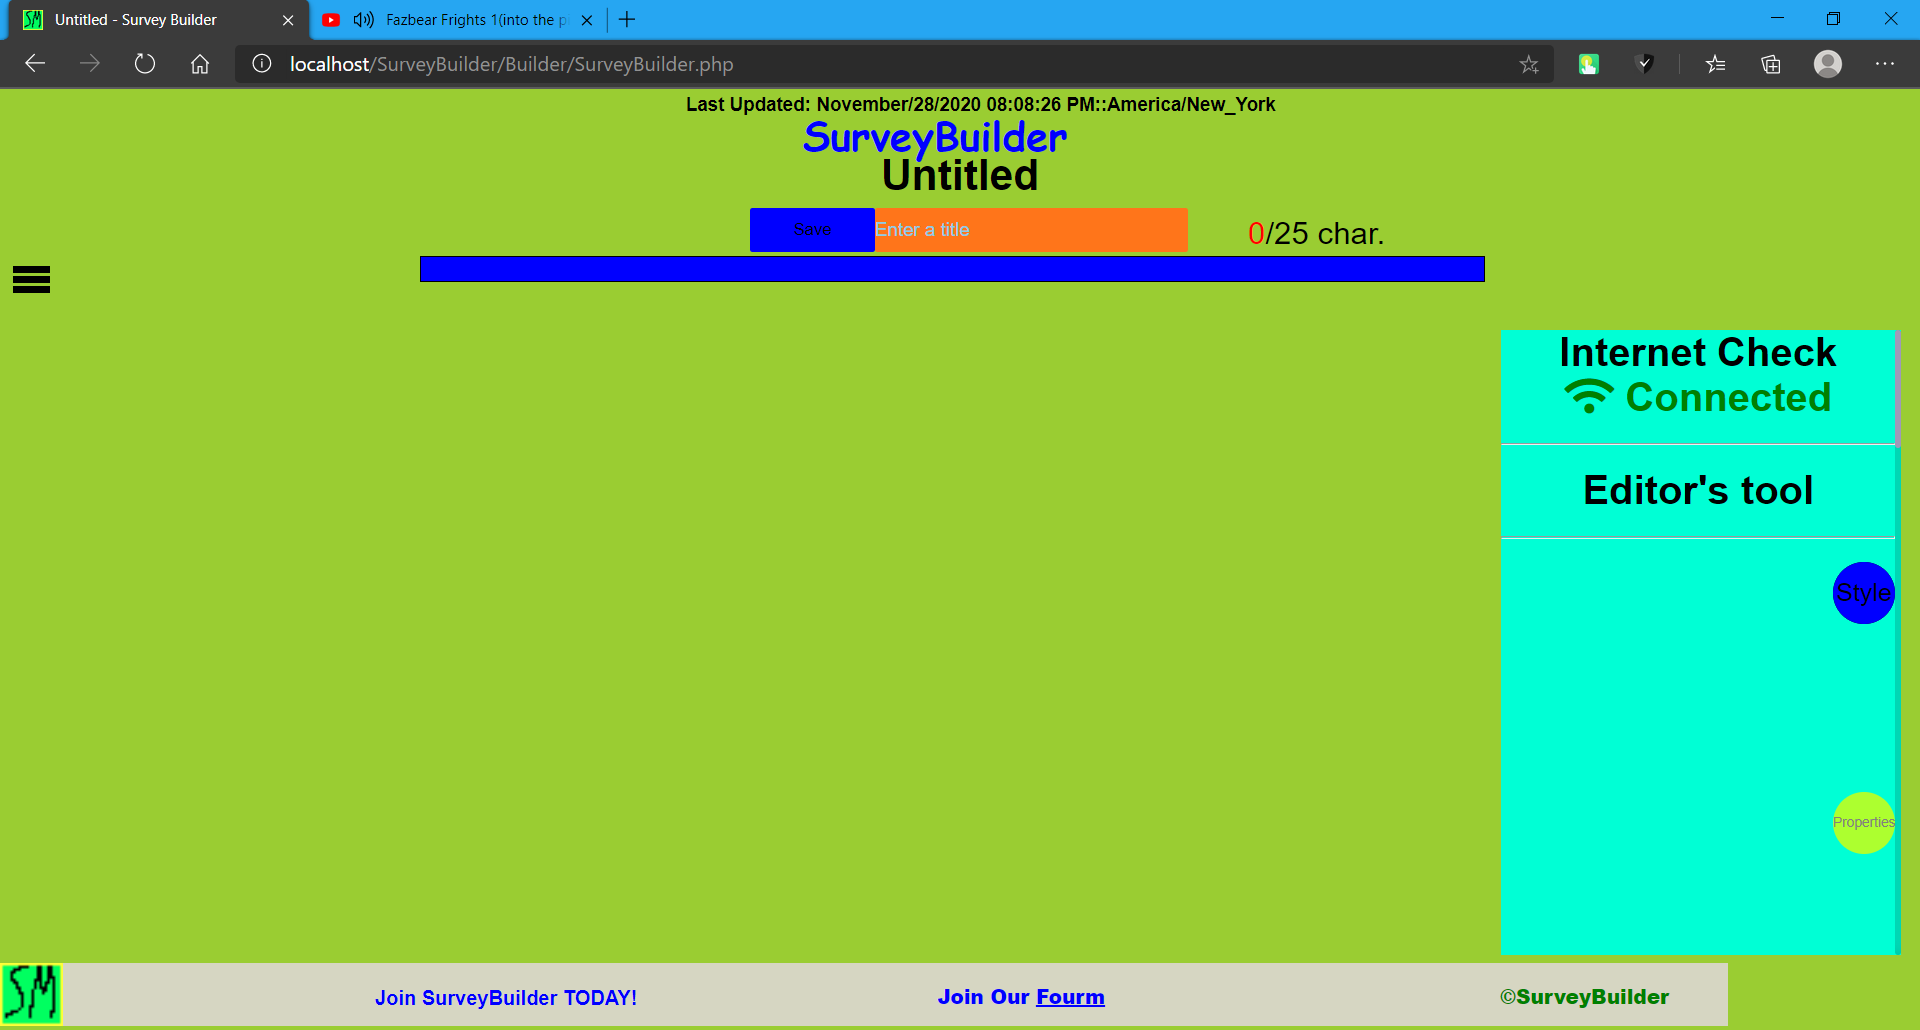 Untitled - Survey Builder
Fazbear Frights 1(into the p
localhost/SurveyBuilder/Builder/SurveyBuilder.php
Last Updated: November/28/2020 08:08:26 PM::America/New_York
SurveyBuilder
Untitled
Save
Enter a title
0/25 char.
Internet Check
Connected
Editor's tool
Style
Properties
SM
Join SurveyBuilder TODAY!
Join Our Fourm
©SurveyBuilder